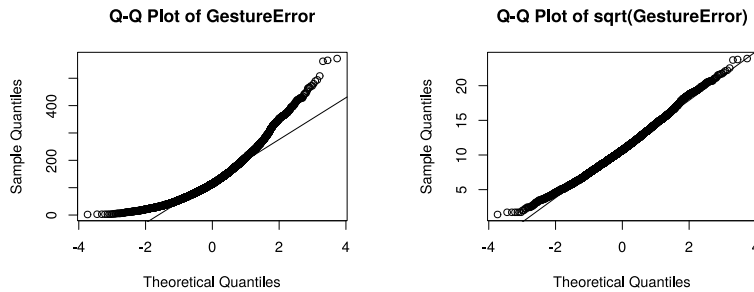 Q-Q Plot of GestureError
Sample Quantiles
400
200
0
-4
-2
0
2
4
Theoretical Quantiles
Q-Q Plot of sqrt(GestureError)
Sample Quantiles
20
15
10
5
-4
-2
0
2
4
Theoretical Quantiles